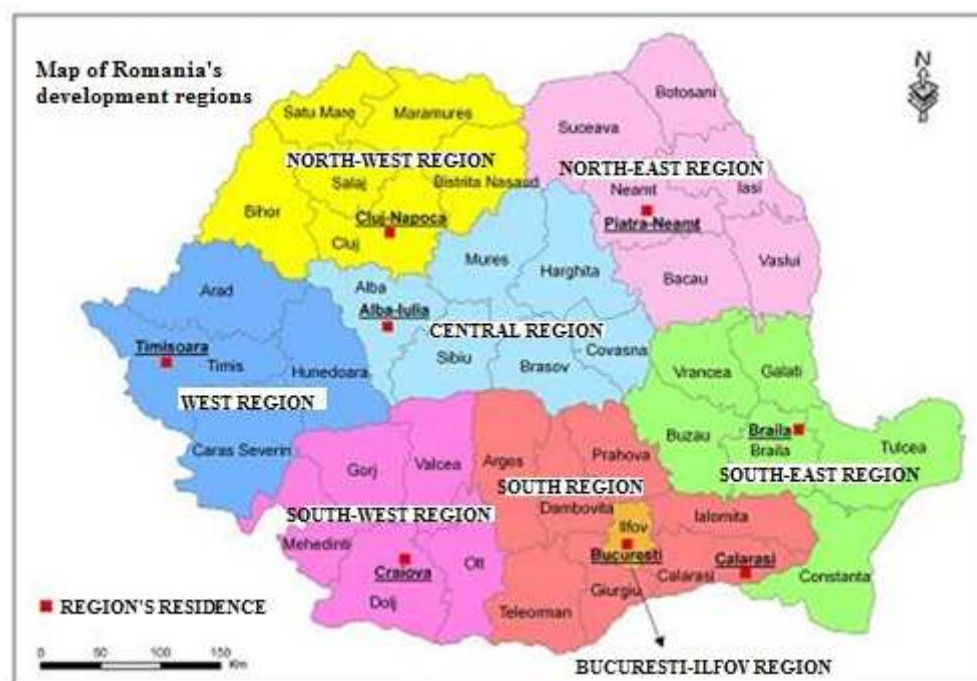 Map of Romania's
development regions
N
Botosani
Satu Mare
Maramures
Suceava
NORTH-WEST REGION
NORTH-EAST REGION
Salaj
Bistrita Nasaud
Neamt
Iasi
Bihor
Cluj-Napoca
Piatra-Neamt
Cluj
Mures
Harghita
Bacau
Vaslui
Arad
Alba
Alba-Iulia
CENTRAL REGION
Timisoara
Timis
Hunedoara
Sibiu
Brasov
Covasna
Vrancea
Galati
WEST REGION
Caras Severin
Gorj
Valcea
Arges
Prahova
Buzau
Braila
Braila
Tulcea
SOUTH-EAST REGION
SOUTH REGION
SOUTH-WEST REGION
Dambovita
Ilfov
Ialomita
Mehedinti
Craiova
Olt
Bucuresti
Calarasi
Calarasi
Constanta
Giurgiu
Dolj
Teleorman
REGION'S RESIDENCE
0 50 100 150
Km
BUCURESTI-ILFOV REGION